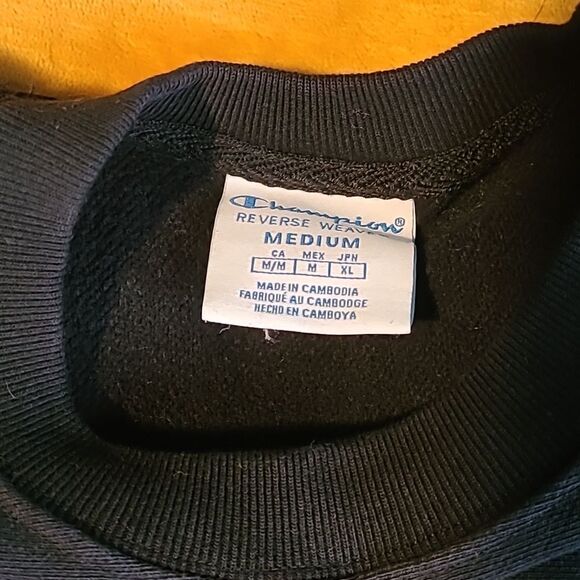 Champion®
REVERSE WEAVE
MEDIUM
CA MEX JPN
M/M M XL
MADE IN CAMBODIA
FABRIQUÉ AU CAMBODGE
HECHO EN CAMBOYA